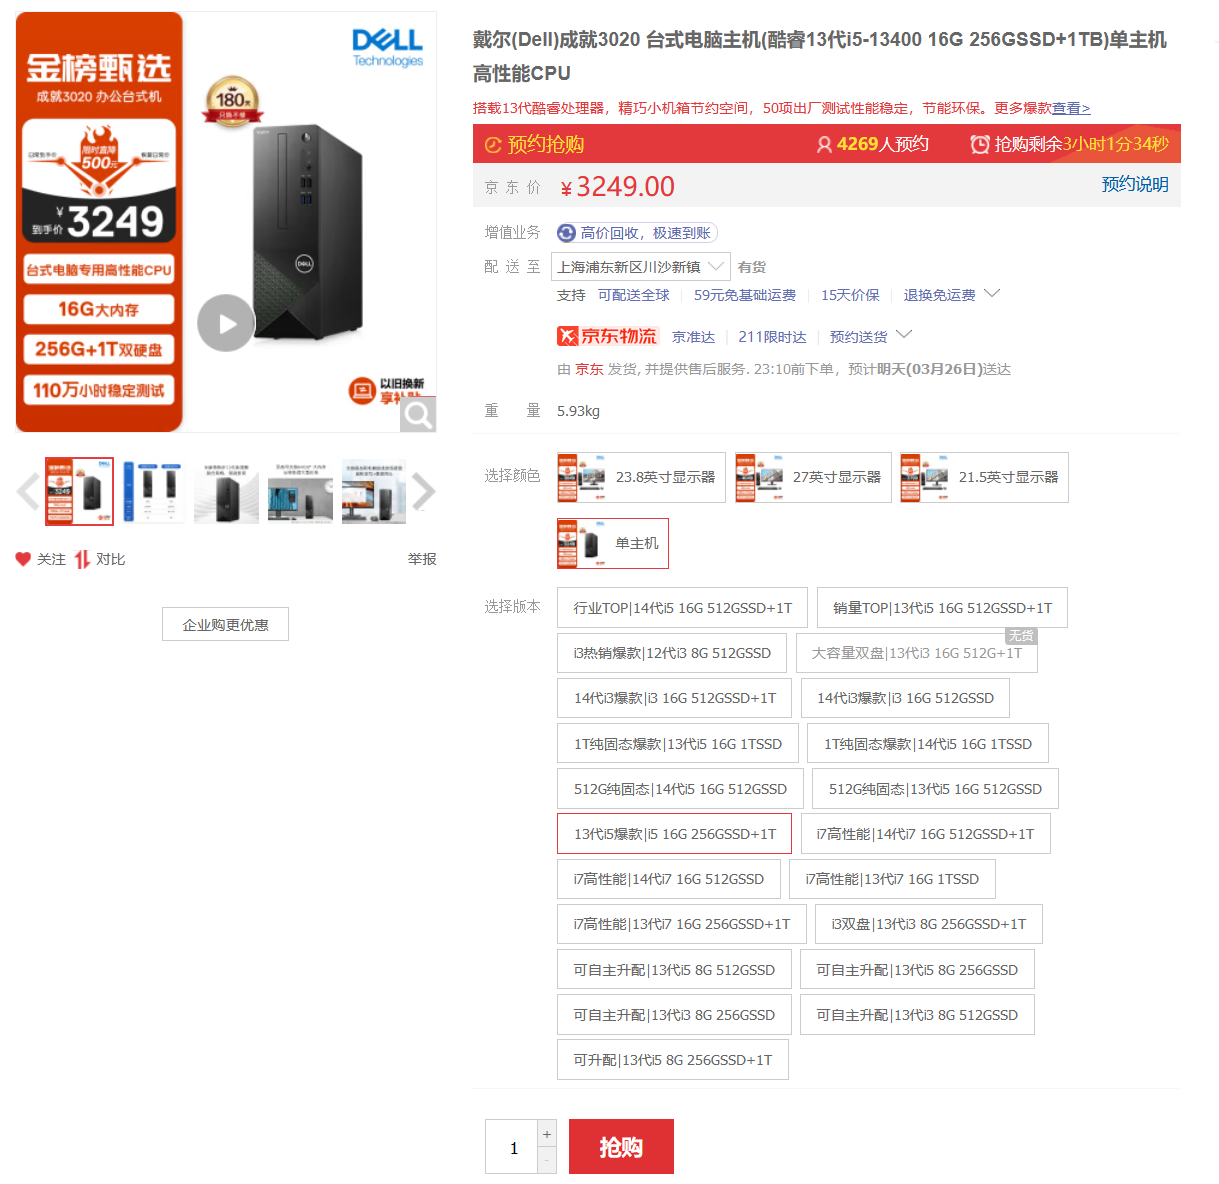 金榜甄选
成就3020 办公台式机
限时直降
500元
¥
到手价 3249
台式电脑专用高性能CPU
16G大内存
256G+1T双硬盘
110万小时稳定测试
DELL
Technologies
180天
只换不修
DELL
以旧换新
享补贴
关注 对比
举报
企业购更优惠
戴尔(Dell)成就3020 台式电脑主机(酷睿13代i5-13400 16G 256GSSD+1TB)单主机
高性能CPU
搭载13代酷睿处理器，精巧小机箱节约空间，50项出厂测试性能稳定，节能环保。更多爆款查看>
预约抢购 4269人预约 抢购剩余3小时1分34秒
京东价 ¥3249.00 预约说明
增值业务 高价回收，极速到账
配送至 上海浦东新区川沙新镇 有货
支持 可配送全球 59元免基础运费 15天价保 退换免运费
京东物流 京准达 211限时达 预约送货
由 京东 发货, 并提供售后服务. 23:10前下单，预计明天(03月26日)送达
重量 5.93kg
选择颜色 23.8英寸显示器 27英寸显示器 21.5英寸显示器
单主机
选择版本 行业TOP|14代i5 16G 512GSSD+1T 销量TOP|13代i5 16G 512GSSD+1T
无货
i3热销爆款|12代i3 8G 512GSSD 大容量双盘|13代i3 16G 512G+1T
14代i3爆款|i3 16G 512GSSD+1T 14代i3爆款|i3 16G 512GSSD
1T纯固态爆款|13代i5 16G 1TSSD 1T纯固态爆款|14代i5 16G 1TSSD
512G纯固态|14代i5 16G 512GSSD 512G纯固态|13代i5 16G 512GSSD
13代i5爆款|i5 16G 256GSSD+1T i7高性能|14代i7 16G 512GSSD+1T
i7高性能|14代i7 16G 512GSSD i7高性能|13代i7 16G 1TSSD
i7高性能|13代i7 16G 256GSSD+1T i3双盘|13代i3 8G 256GSSD+1T
可自主升配|13代i5 8G 512GSSD 可自主升配|13代i5 8G 256GSSD
可自主升配|13代i3 8G 256GSSD 可自主升配|13代i3 8G 512GSSD
可升配|13代i5 8G 256GSSD+1T
1 + - 抢购